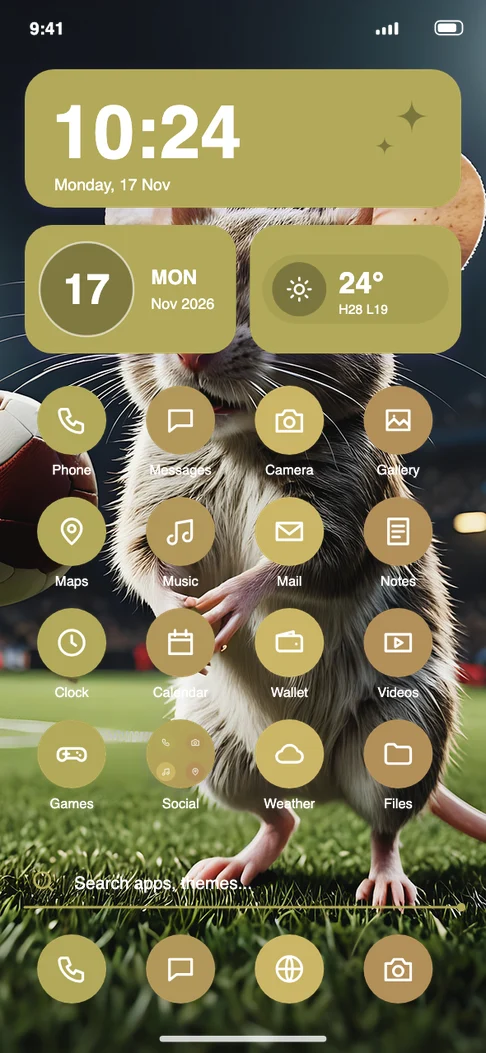 9:41
10:24
Monday, 17 Nov
17
MON
Nov 2026
24°
H28 L19
Phone
Messages
Camera
Gallery
Maps
Music
Mail
Notes
Clock
Calendar
Wallet
Videos
Games
Social
Weather
Files
Search apps, themes...